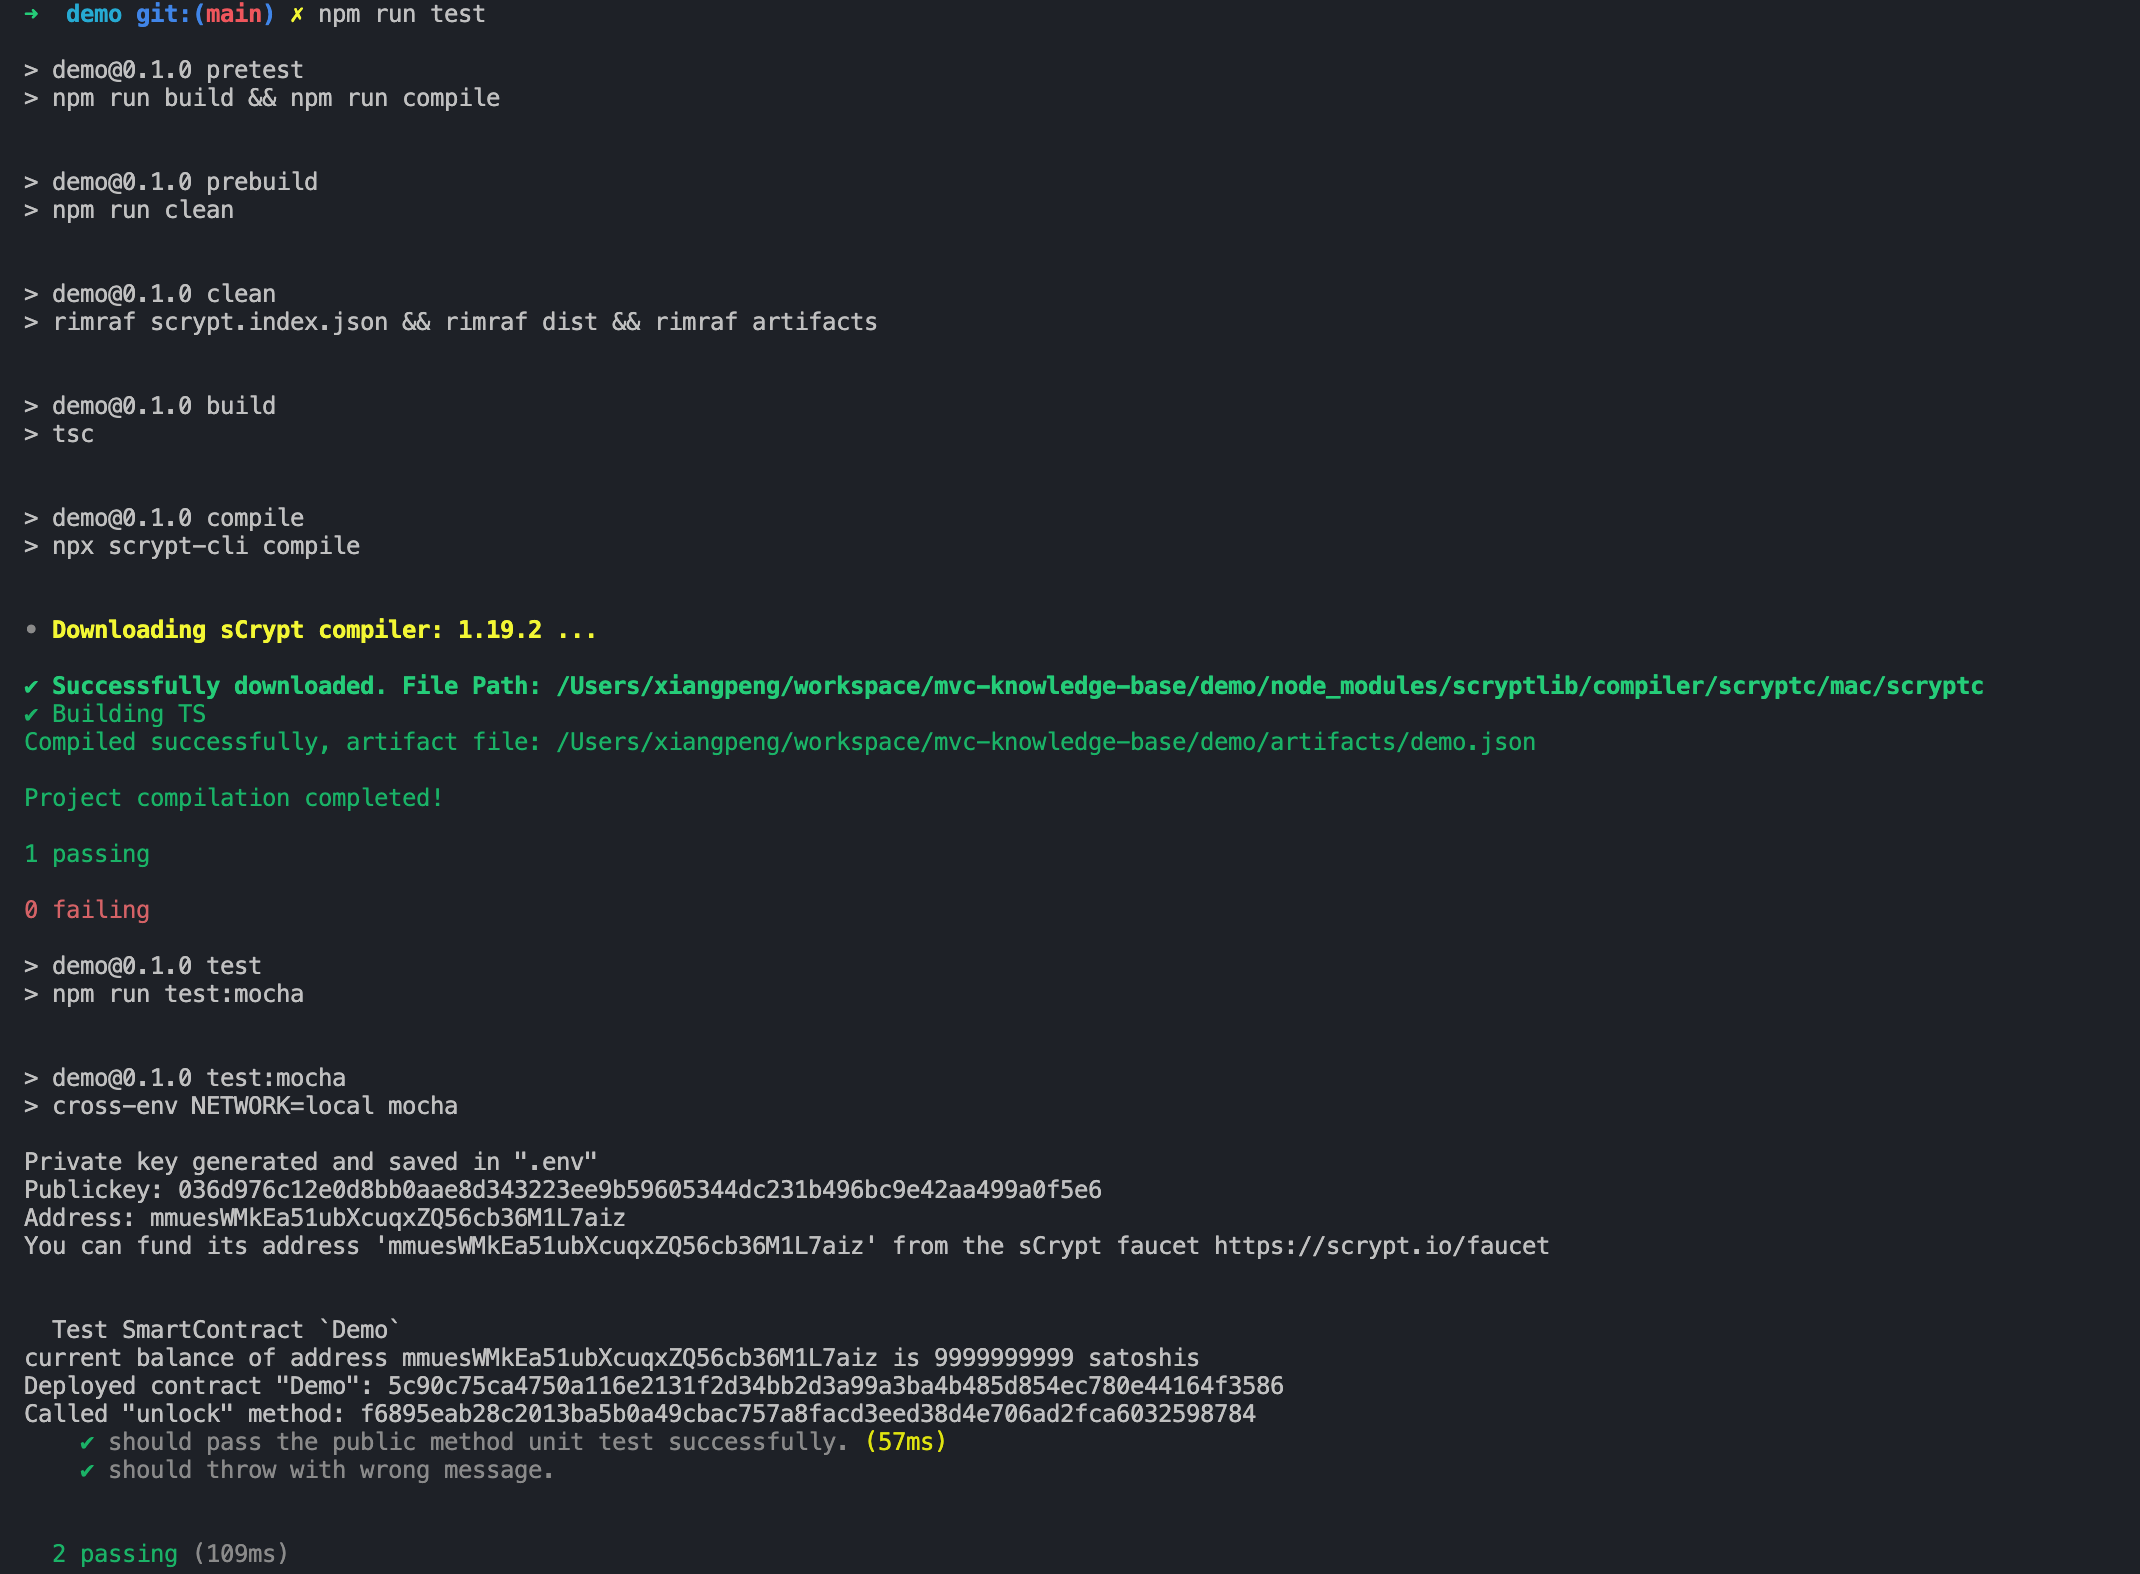 ➜  demo git:(main) ✗ npm run test
> demo@0.1.0 pretest
> npm run build && npm run compile
> demo@0.1.0 prebuild
> npm run clean
> demo@0.1.0 clean
> rimraf scrypt.index.json && rimraf dist && rimraf artifacts
> demo@0.1.0 build
> tsc
> demo@0.1.0 compile
> npx scrypt-cli compile
• Downloading sCrypt compiler: 1.19.2 ...
✔ Successfully downloaded. File Path: /Users/xiangpeng/workspace/mvc-knowledge-base/demo/node_modules/scryptlib/compiler/scryptc/mac/scryptc
✔ Building TS
Compiled successfully, artifact file: /Users/xiangpeng/workspace/mvc-knowledge-base/demo/artifacts/demo.json
Project compilation completed!
1 passing
0 failing
> demo@0.1.0 test
> npm run test:mocha
> demo@0.1.0 test:mocha
> cross-env NETWORK=local mocha
Private key generated and saved in ".env"
Publickey: 036d976c12e0d8bb0aae8d343223ee9b59605344dc231b496bc9e42aa499a0f5e6
Address: mmuesWMkEa51ubXcuqxZQ56cb36M1L7aiz
You can fund its address 'mmuesWMkEa51ubXcuqxZQ56cb36M1L7aiz' from the sCrypt faucet https://scrypt.io/faucet
Test SmartContract `Demo`
current balance of address mmuesWMkEa51ubXcuqxZQ56cb36M1L7aiz is 9999999999 satoshis
Deployed contract "Demo": 5c90c75ca4750a116e2131f2d34bb2d3a99a3ba4b485d854ec780e44164f3586
Called "unlock" method: f6895eab28c2013ba5b0a49cbac757a8facd3eed38d4e706ad2fca6032598784
✔ should pass the public method unit test successfully. (57ms)
✔ should throw with wrong message.
2 passing (109ms)